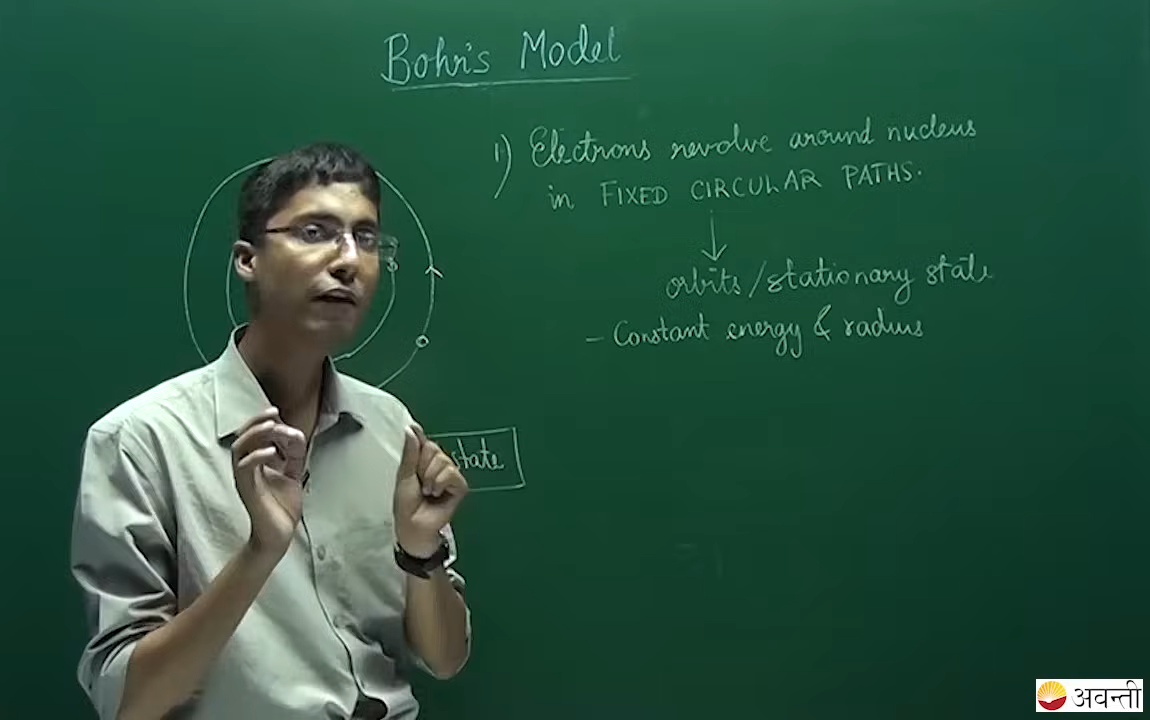 Bohr's Model
1) Electrons revolve around nucleus
in FIXED CIRCULAR PATHS.
orbits/stationary state
- Constant energy & radius
state
अवन्ती